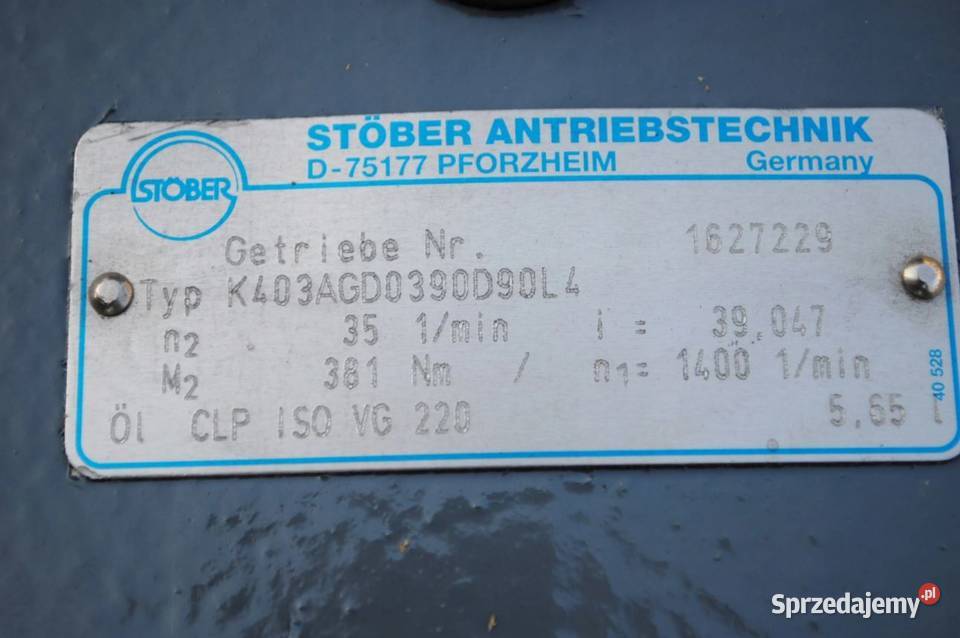 STÖBER ANTRIEBSTECHNIK
D-75177 PFORZHEIM Germany
STÖBER
Getriebe Nr. 1627229
Typ K403AGD0390D90L4
n2 35 1/min i = 39.047
M2 381 Nm / n1= 1400 1/min
Öl CLP ISO VG 220 5.65 l
40 528
Sprzedajemy.pl